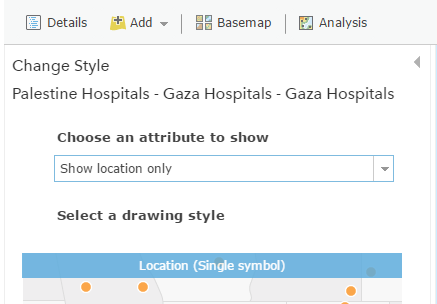 Details Add Basemap Analysis
Change Style
Palestine Hospitals - Gaza Hospitals - Gaza Hospitals
Choose an attribute to show
Show location only
Select a drawing style
Location (Single symbol)